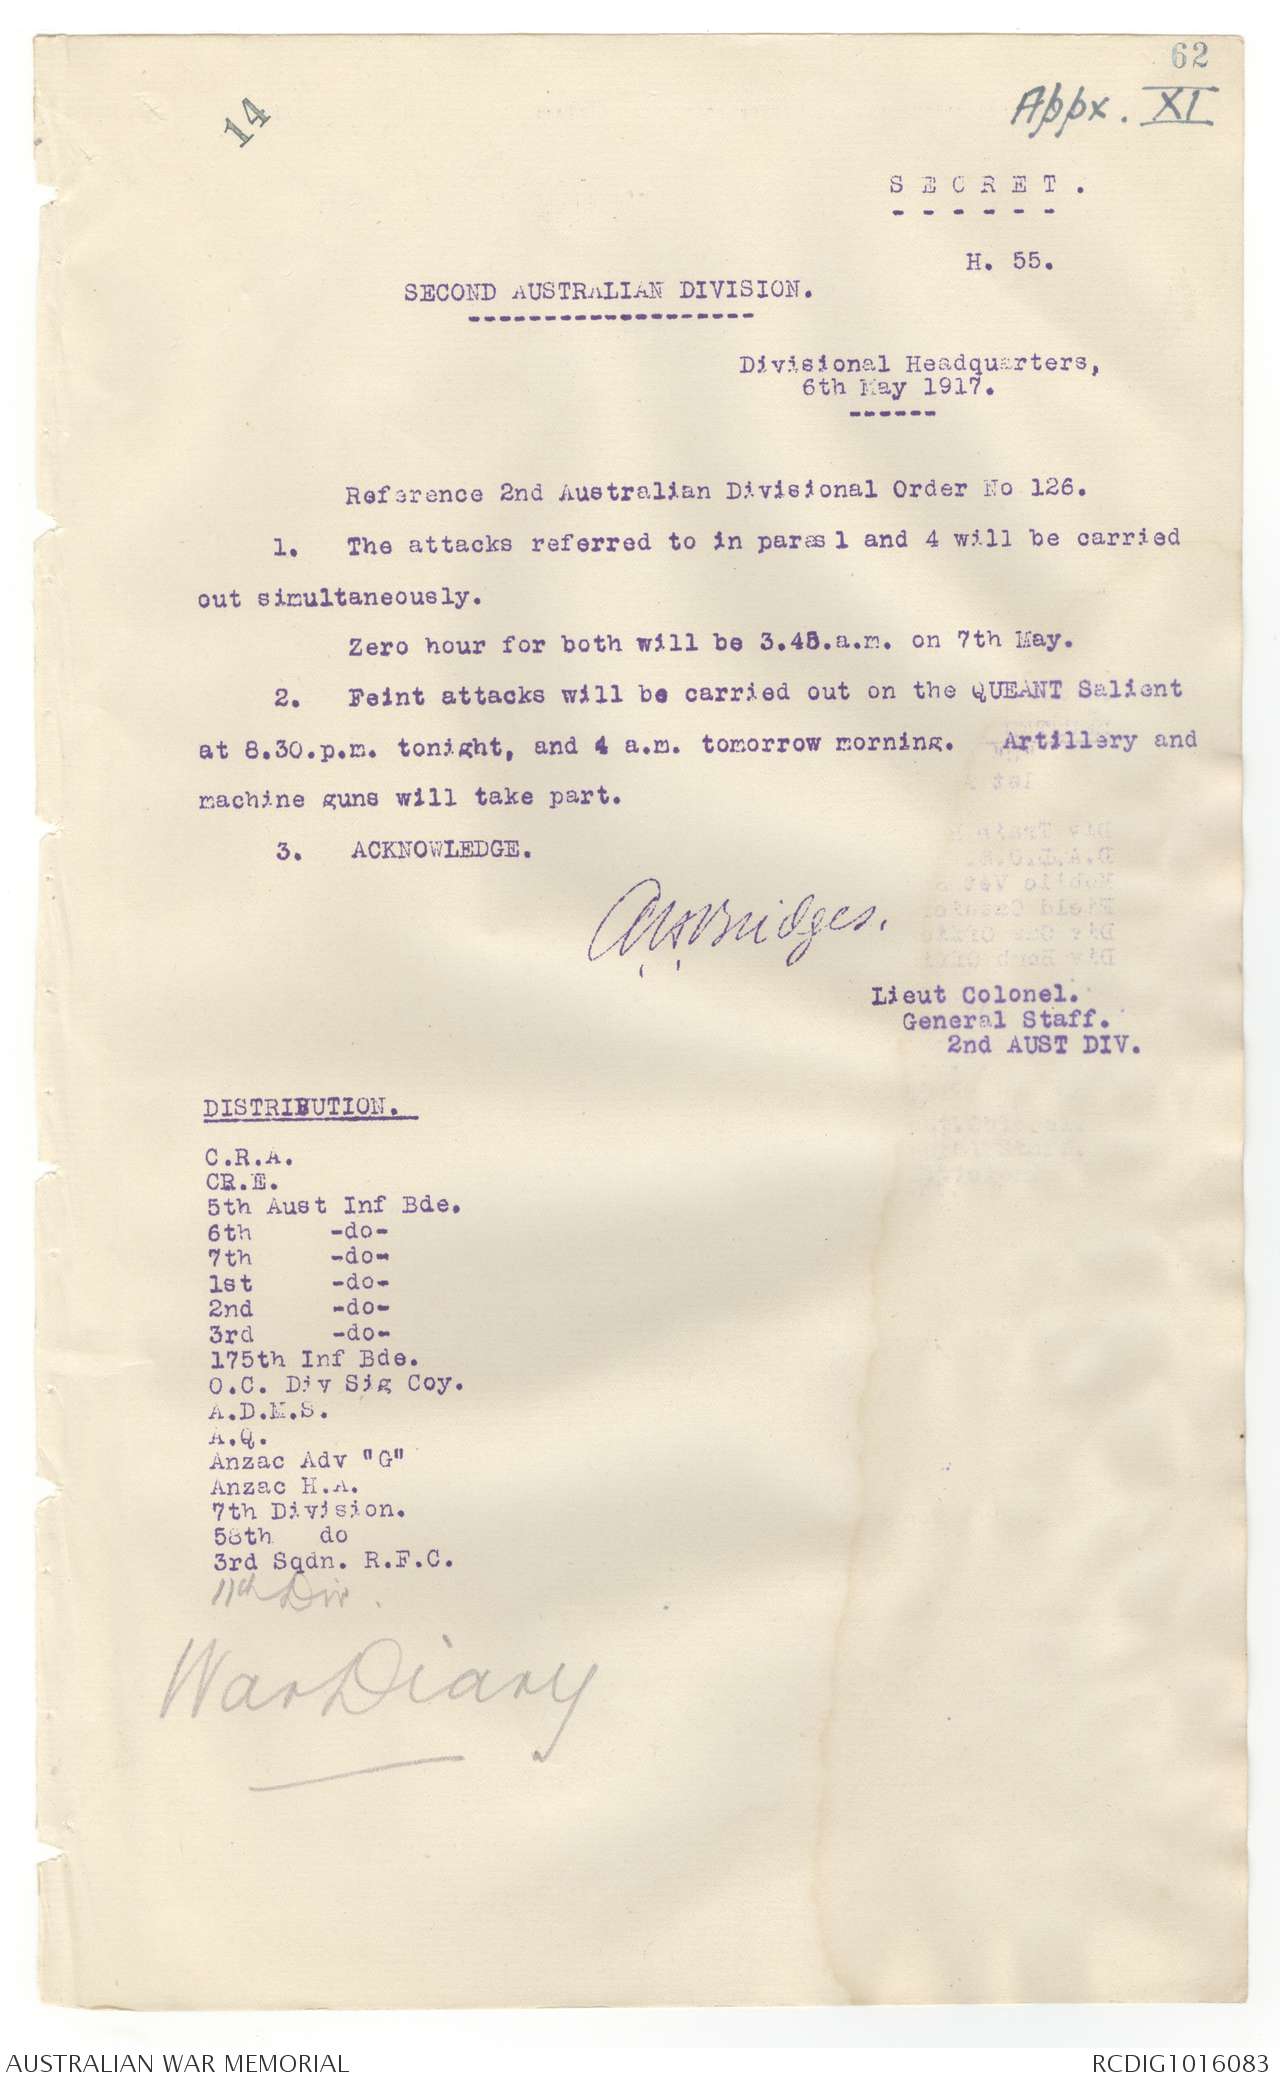 62
14
Appx. XI
S E C R E T .
H. 55.
SECOND AUSTRALIAN DIVISION.
Divisional Headquarters,
6th May 1917.
Reference 2nd Australian Divisional Order No 126.
1. The attacks referred to in paras 1 and 4 will be carried
out simultaneously.
Zero hour for both will be 3.45.a.m. on 7th May.
2. Feint attacks will be carried out on the QUEANT Salient
at 8.30.p.m. tonight, and 4 a.m. tomorrow morning. Artillery and
machine guns will take part.
3. ACKNOWLEDGE.
Bridges.
Lieut Colonel.
General Staff.
2nd AUST DIV.
DISTRIBUTION.
C.R.A.
CR.E.
5th Aust Inf Bde.
6th -do-
7th -do-
1st -do-
2nd -do-
3rd -do-
175th Inf Bde.
O.C. Div Sig Coy.
A.D.M.S.
A.Q.
Anzac Adv "G"
Anzac H.A.
7th Division.
58th do
3rd Sqdn. R.F.C.
11th Div.
War Diary
AUSTRALIAN WAR MEMORIAL
RCDIG1016083